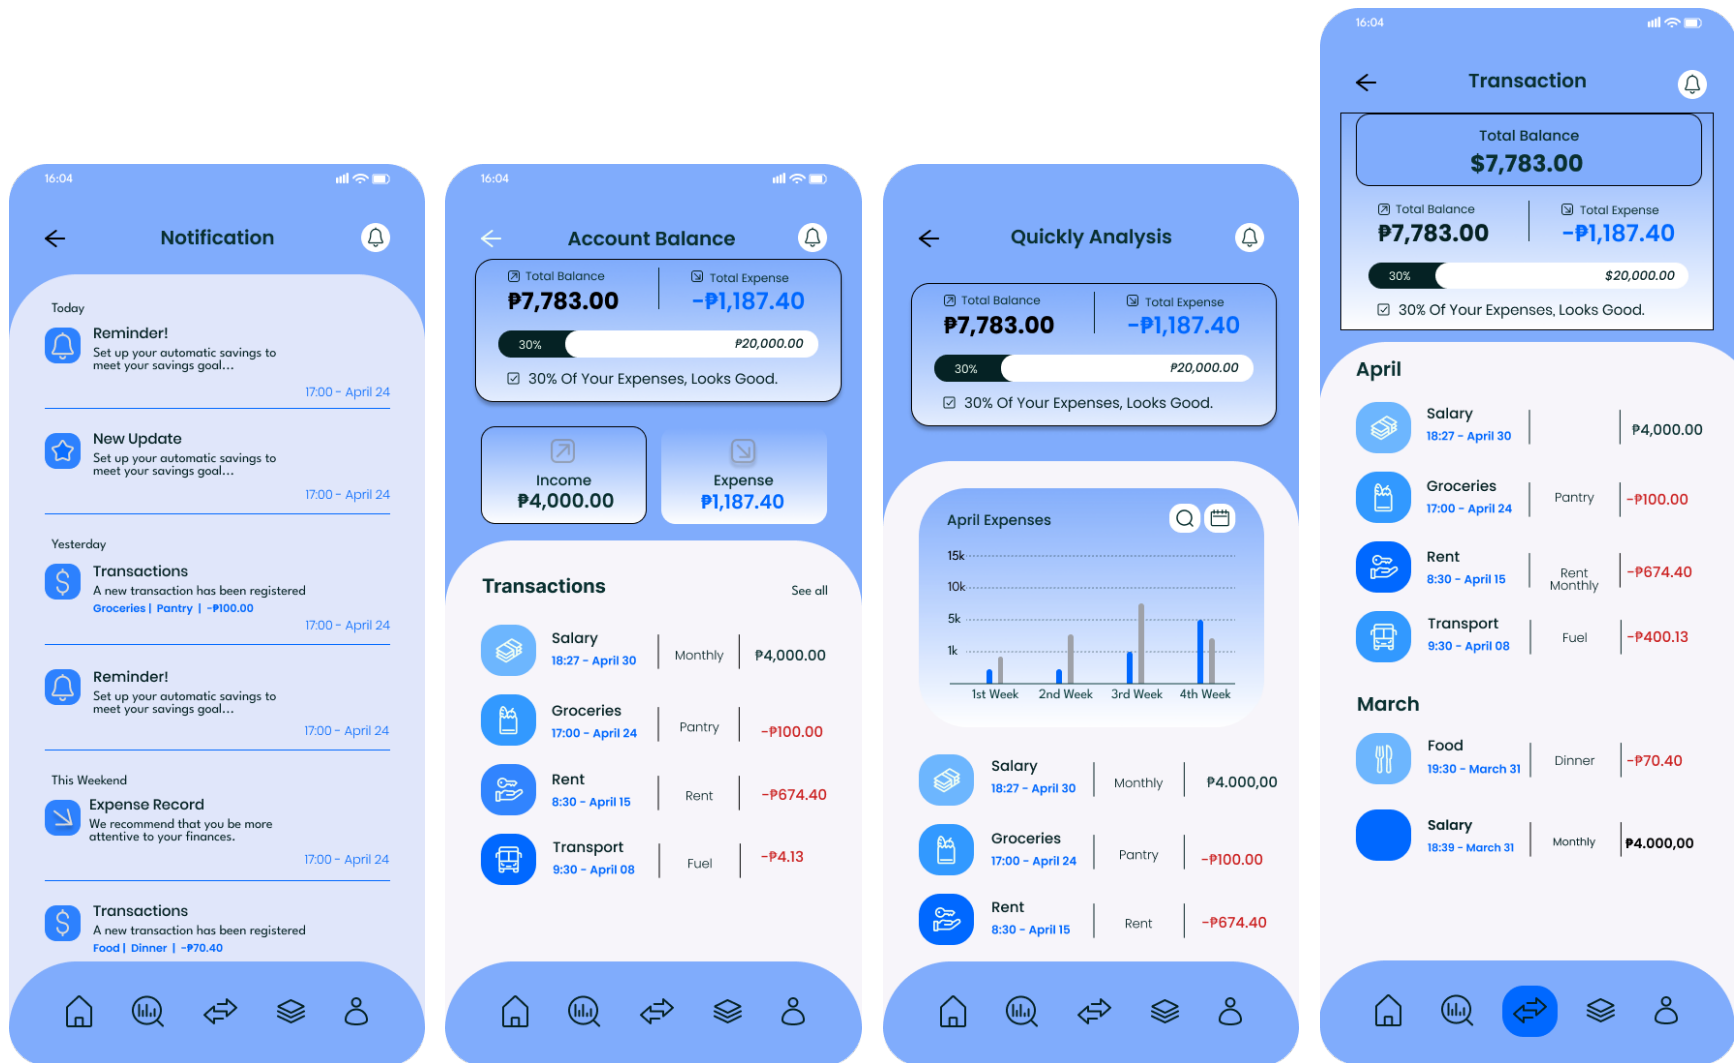 16:04
Notification
Today
Reminder!
Set up your automatic savings to
meet your savings goal...
17:00 - April 24
New Update
Set up your automatic savings to
meet your savings goal...
17:00 - April 24
Yesterday
Transactions
A new transaction has been registered
Groceries | Pantry | -₱100.00
17:00 - April 24
Reminder!
Set up your automatic savings to
meet your savings goal...
17:00 - April 24
This Weekend
Expense Record
We recommend that you be more
attentive to your finances.
17:00 - April 24
Transactions
A new transaction has been registered
Food | Dinner | -₱70.40
16:04
Account Balance
Total Balance
₱7,783.00
Total Expense
-₱1,187.40
30%
₱20,000.00
30% Of Your Expenses, Looks Good.
Income
₱4,000.00
Expense
₱1,187.40
Transactions
See all
Salary
18:27 - April 30
Monthly
₱4,000.00
Groceries
17:00 - April 24
Pantry
-₱100.00
Rent
8:30 - April 15
Rent
-₱674.40
Transport
9:30 - April 08
Fuel
-₱4.13
Quickly Analysis
Total Balance
₱7,783.00
Total Expense
-₱1,187.40
30%
₱20,000.00
30% Of Your Expenses, Looks Good.
April Expenses
15k
10k
5k
1k
1st Week
2nd Week
3rd Week
4th Week
Salary
18:27 - April 30
Monthly
₱4.000,00
Groceries
17:00 - April 24
Pantry
-₱100.00
Rent
8:30 - April 15
Rent
-₱674.40
16:04
Transaction
Total Balance
$7,783.00
Total Balance
₱7,783.00
Total Expense
-₱1,187.40
30%
$20,000.00
30% Of Your Expenses, Looks Good.
April
Salary
18:27 - April 30
₱4,000.00
Groceries
17:00 - April 24
Pantry
-₱100.00
Rent
8:30 - April 15
Rent
Monthly
-₱674.40
Transport
9:30 - April 08
Fuel
-₱400.13
March
Food
19:30 - March 31
Dinner
-₱70.40
Salary
18:39 - March 31
Monthly
₱4.000,00